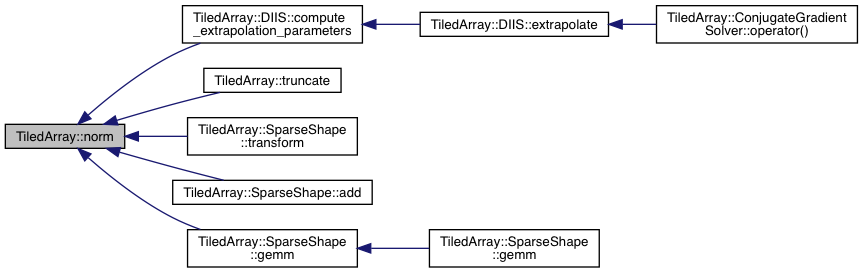 TiledArray::DIIS::compute
_extrapolation_parameters
TiledArray::DIIS::extrapolate
TiledArray::ConjugateGradient
Solver::operator()
TiledArray::truncate
TiledArray::norm
TiledArray::SparseShape
::transform
TiledArray::SparseShape::add
TiledArray::SparseShape
::gemm
TiledArray::SparseShape
::gemm